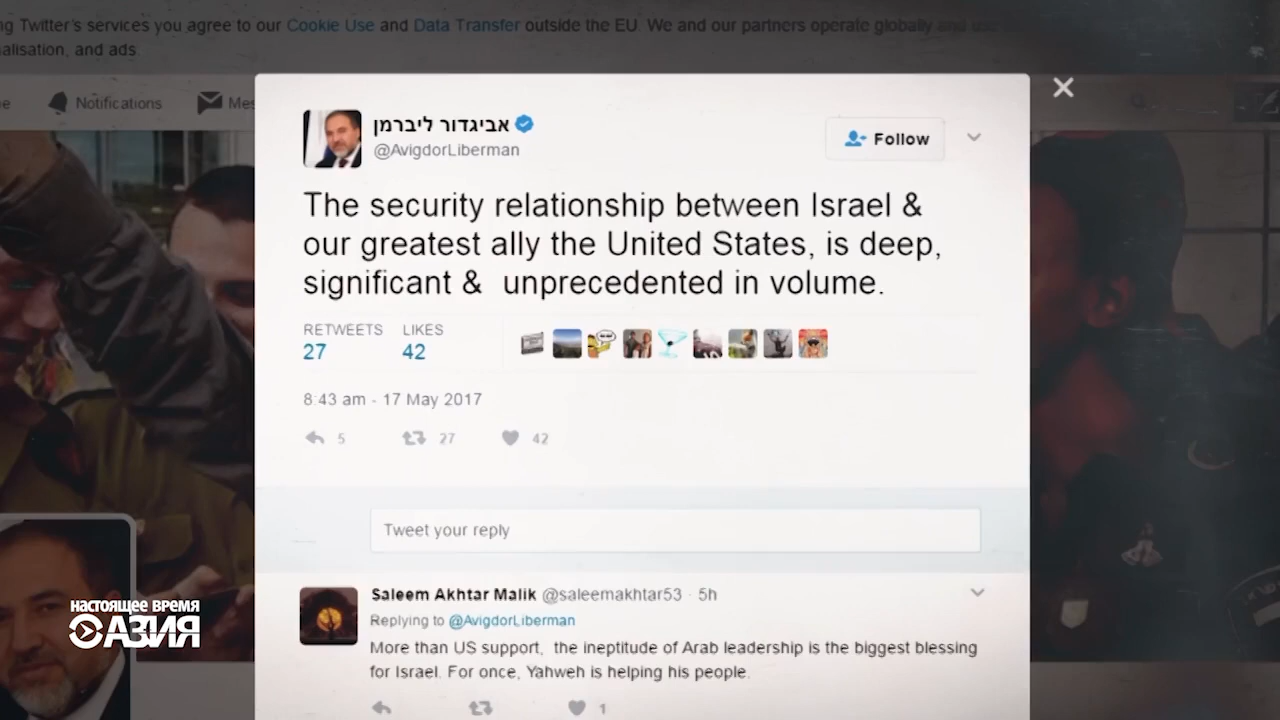 ng Twitter's services you agree to our Cookie Use and Data Transfer outside the EU. We and our partners operate globally and use
alisation, and ads
Notifications
אביגדור ליברמן
@AvigdorLiberman
Follow
The security relationship between Israel &
our greatest ally the United States, is deep,
significant &  unprecedented in volume.
RETWEETS LIKES
27 42
8:43 am - 17 May 2017
5 27 42
Tweet your reply
Saleem Akhtar Malik @saleemakhtar53 · 5h
Replying to @AvigdorLiberman
More than US support,  the ineptitude of Arab leadership is the biggest blessing
for Israel. For once, Yahweh is helping his people.
1
НАСТОЯЩЕЕ ВРЕМЯ
АЗИЯ